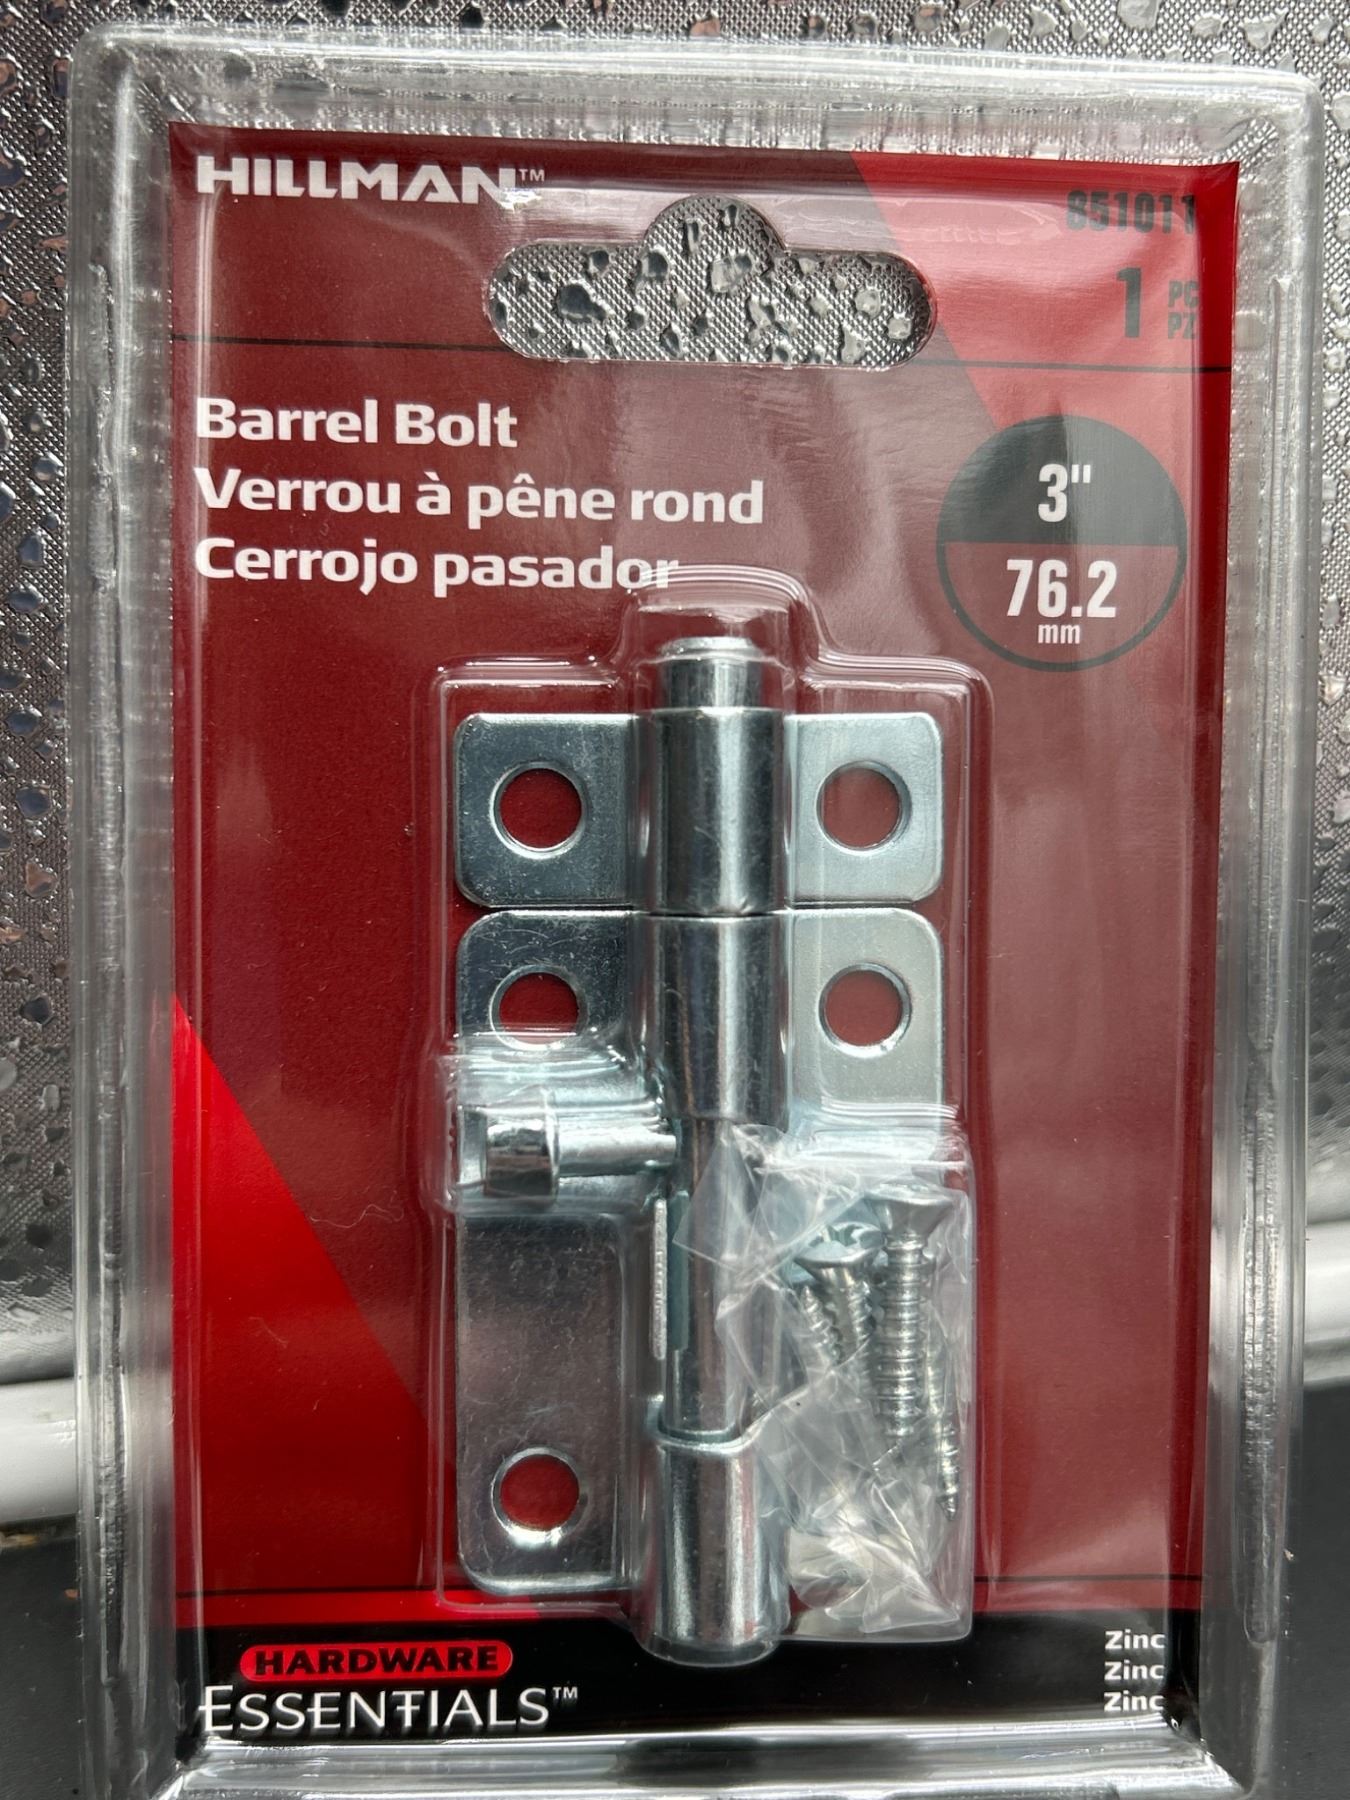 HILLMAN™
851011
1 PC
PZ
Barrel Bolt
Verrou à pêne rond
Cerrojo pasador
3"
76.2
mm
HARDWARE
ESSENTIALS™
Zinc
Zinc
Zinc